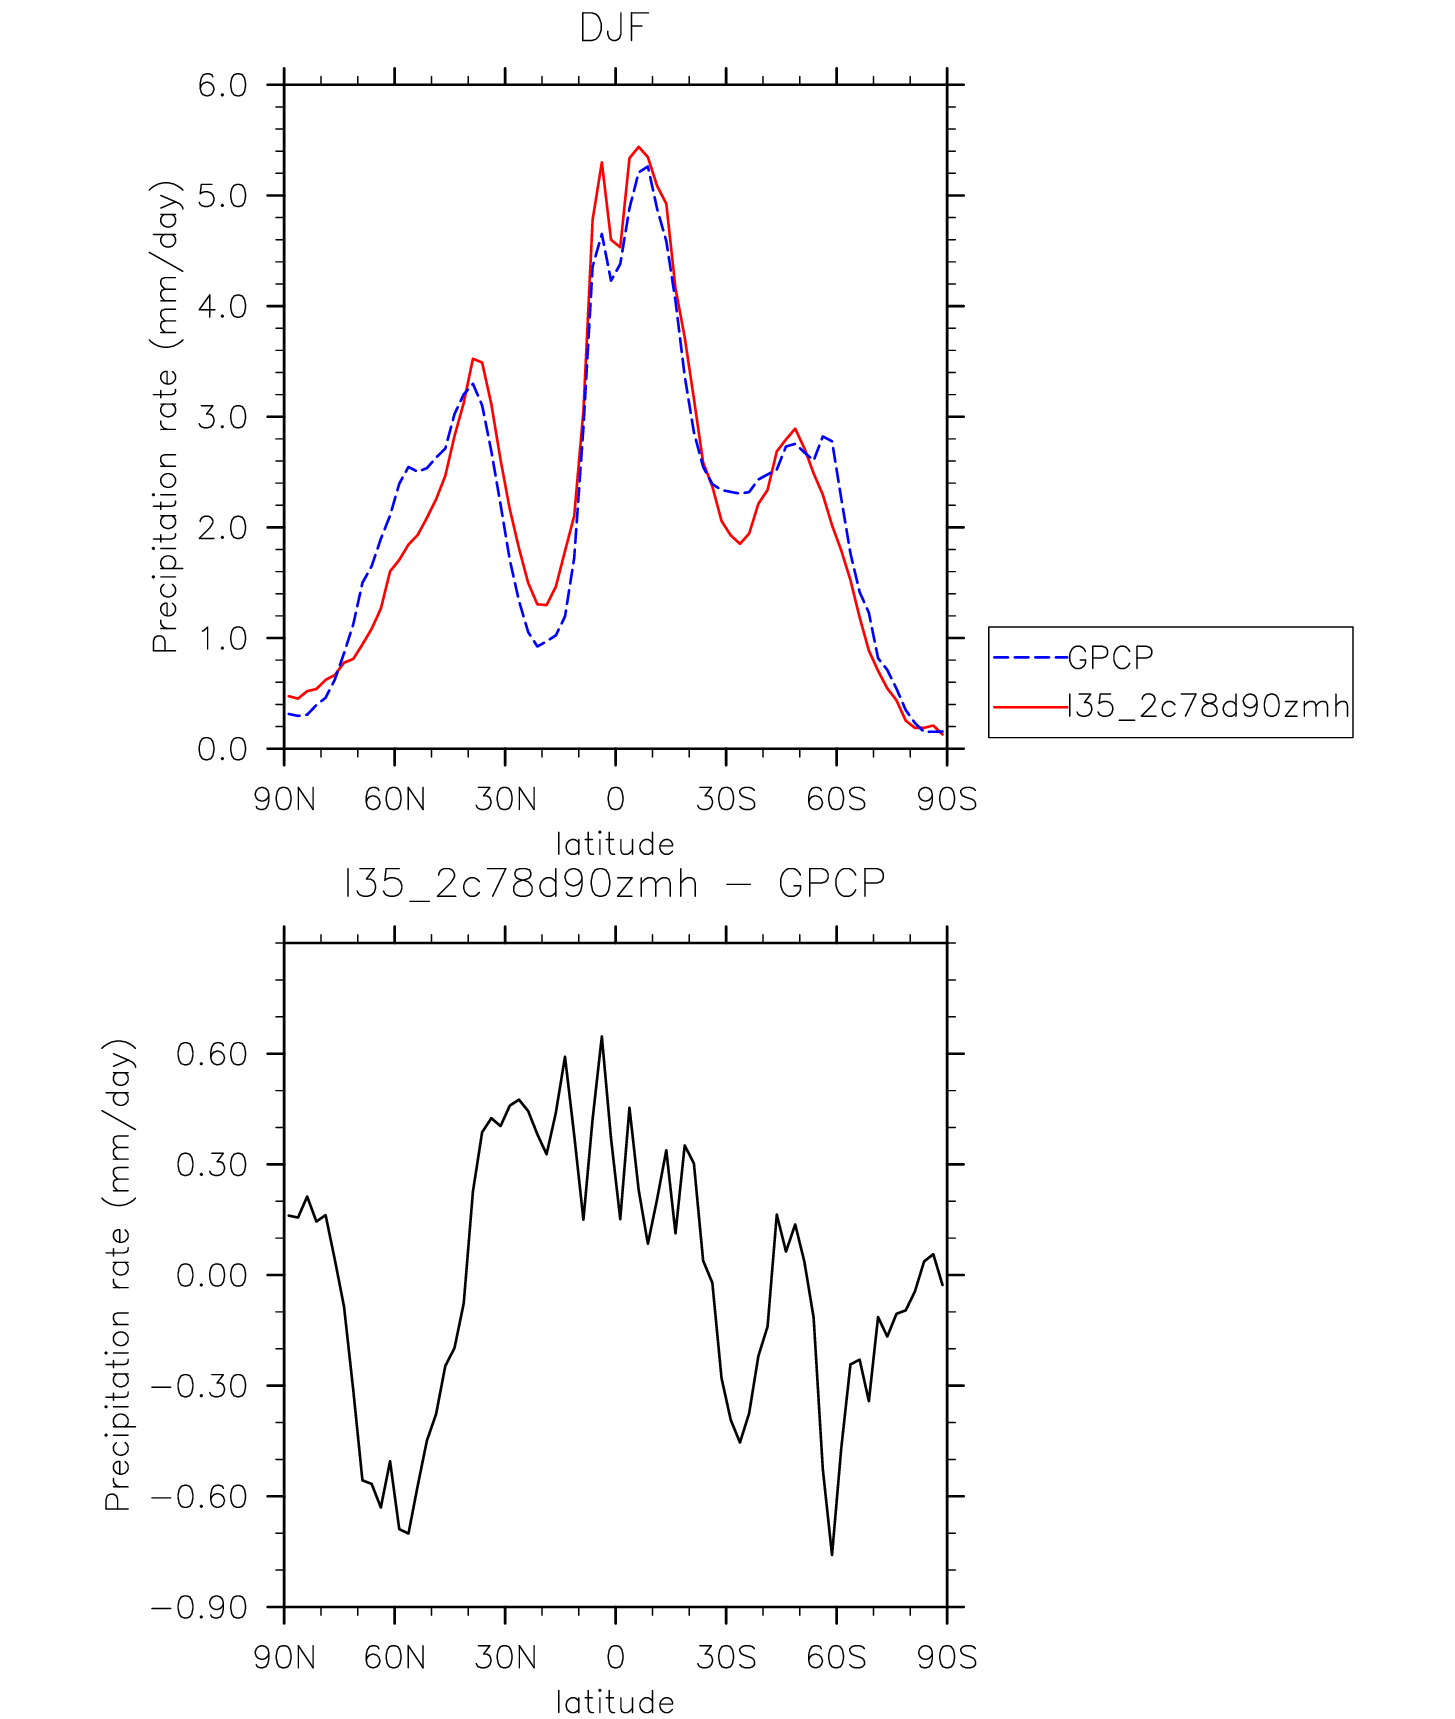 DJF
Precipitation rate (mm/day)
6.0
5.0
4.0
3.0
2.0
1.0
0.0
90N 60N 30N 0 30S 60S 90S
latitude
GPCP
I35_2c78d90zmh
I35_2c78d90zmh − GPCP
Precipitation rate (mm/day)
0.60
0.30
0.00
−0.30
−0.60
−0.90
90N 60N 30N 0 30S 60S 90S
latitude